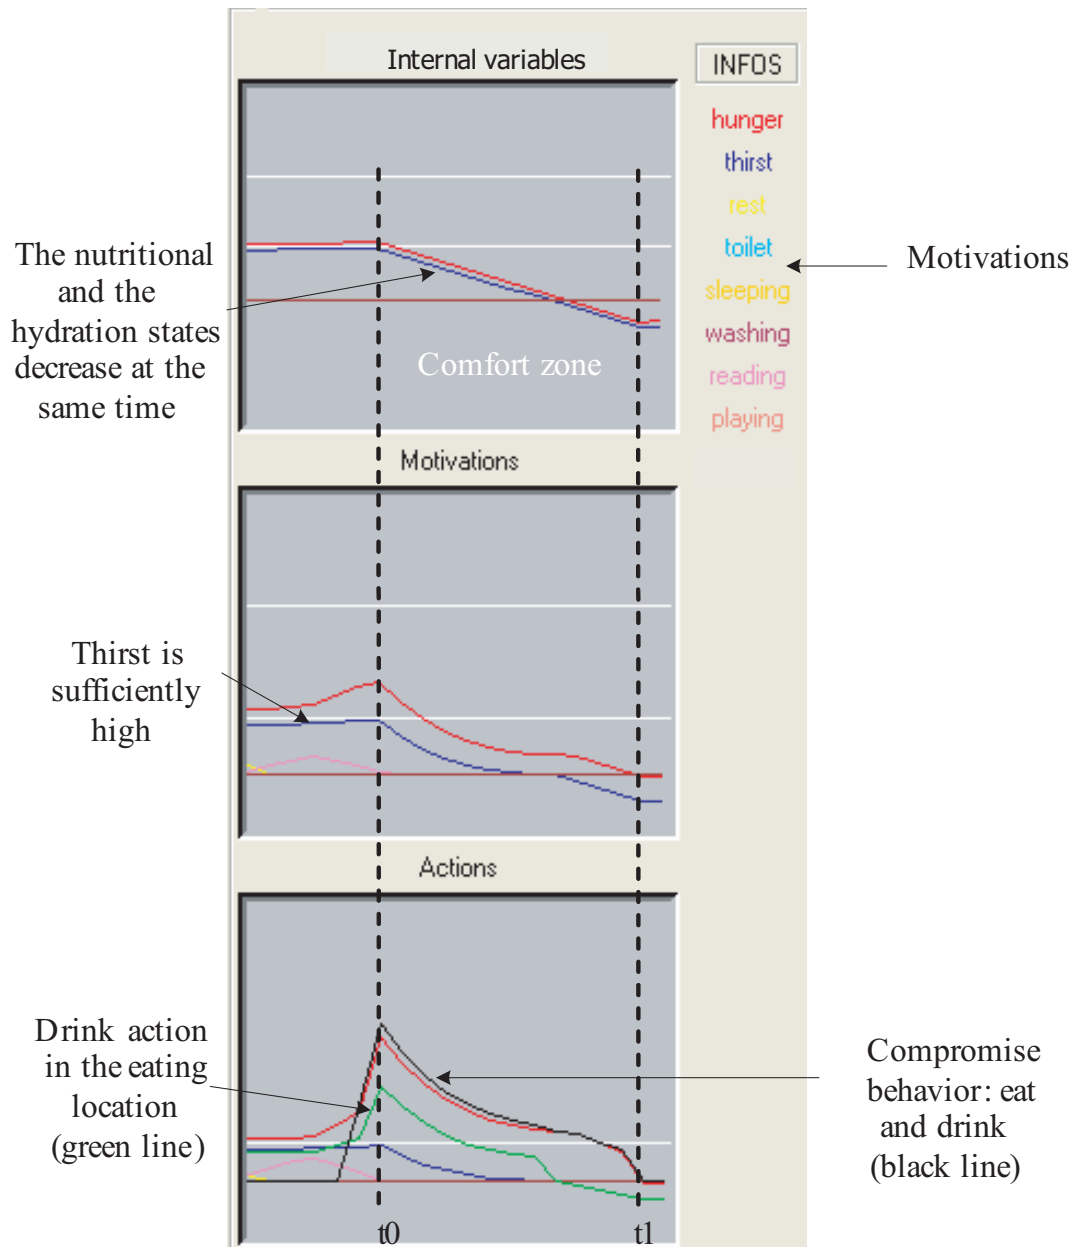 Internal variables
INFOS
hunger
thirst
rest
toilet
sleeping
washing
reading
playing
Motivations
The nutritional
and the
hydration states
decrease at the
same time
Comfort zone
Motivations
Thirst is
sufficiently
high
Actions
Drink action
in the eating
location
(green line)
Compromise
behavior: eat
and drink
(black line)
t0
t1